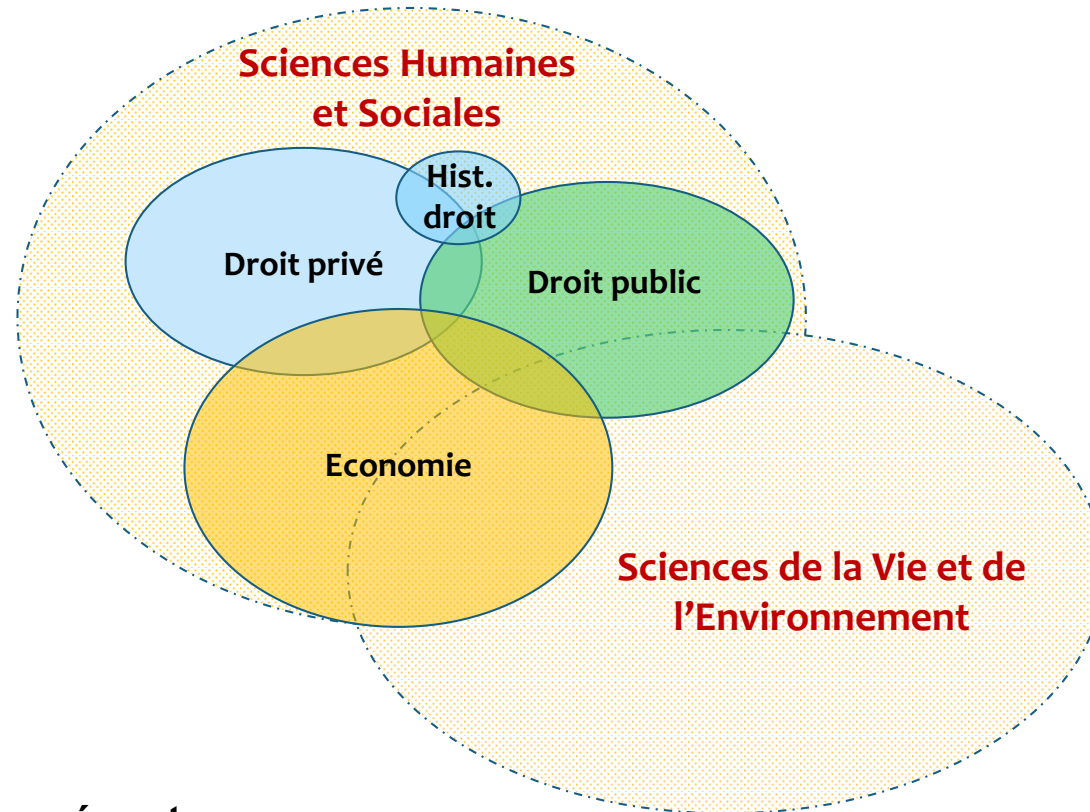 Sciences Humaines
et Sociales
Hist.
droit
Droit privé
Droit public
Economie
Sciences de la Vie et de
l’Environnement